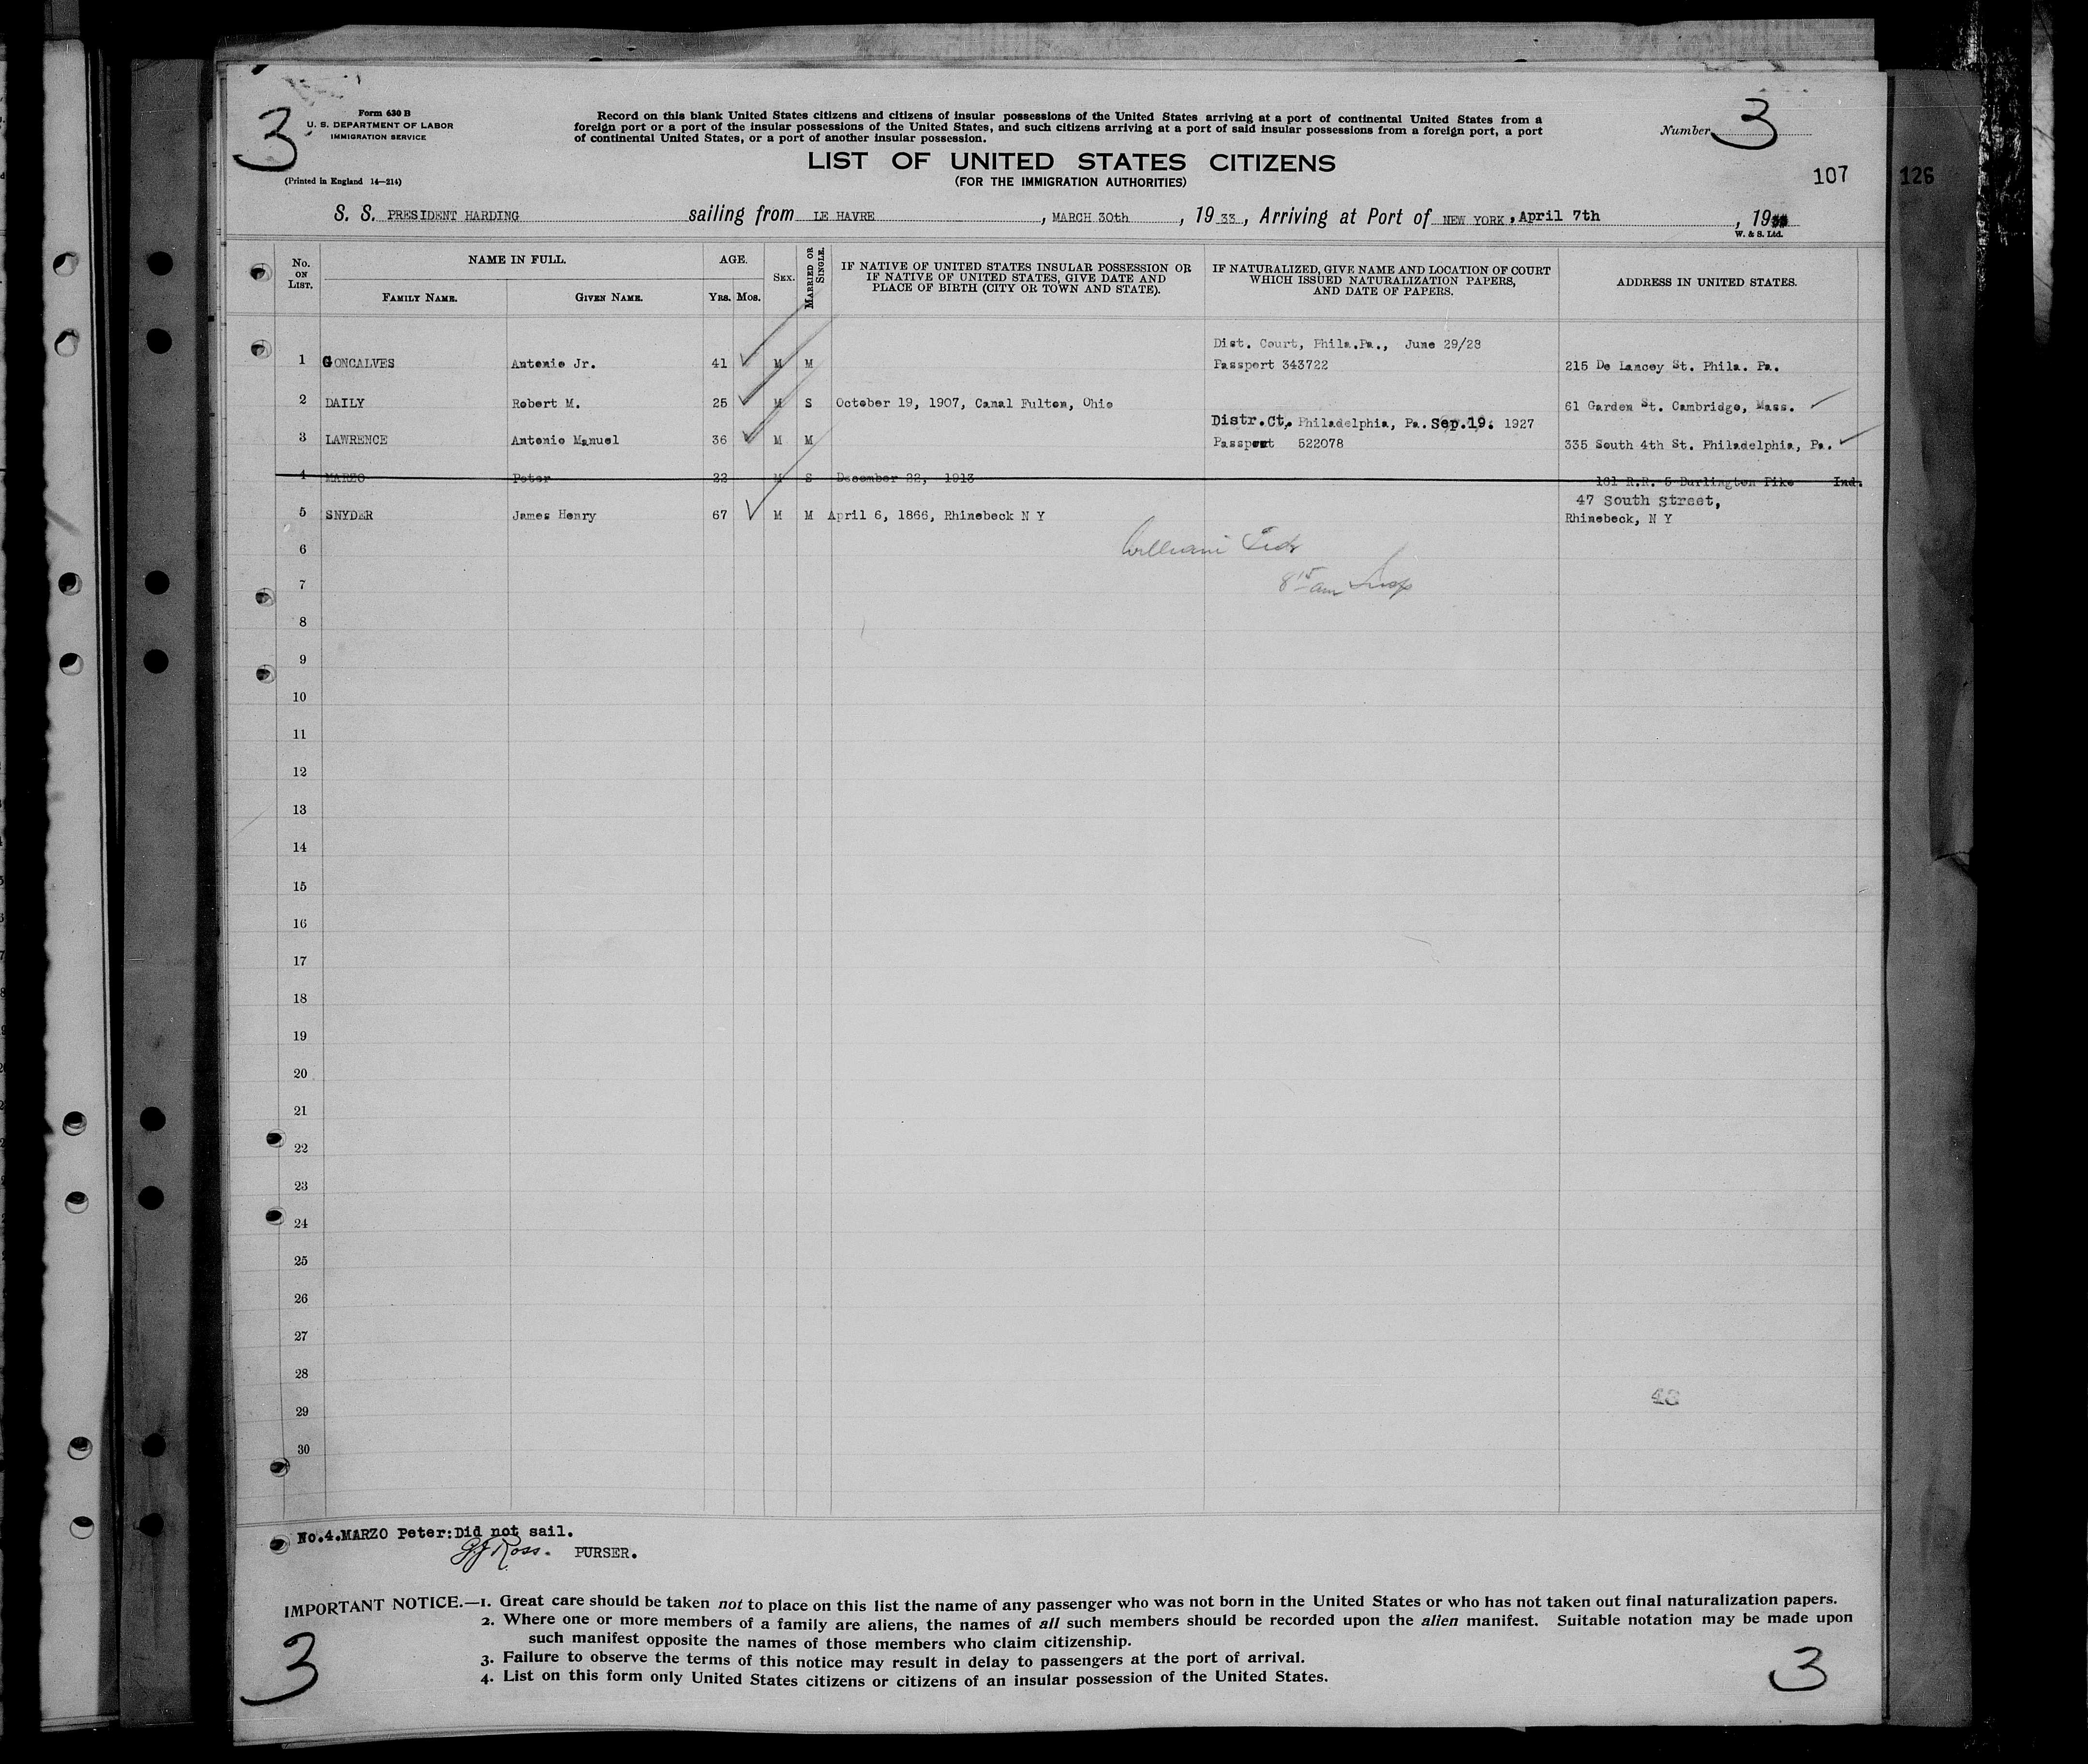 3
Form 630 B
U. S. DEPARTMENT OF LABOR
IMMIGRATION SERVICE
(Printed in England 14—214)
Record on this blank United States citizens and citizens of insular possessions of the United States arriving at a port of continental United States from a
foreign port or a port of the insular possessions of the United States, and such citizens arriving at a port of said insular possessions from a foreign port, a port
of continental United States, or a port of another insular possession.
LIST OF UNITED STATES CITIZENS
(FOR THE IMMIGRATION AUTHORITIES)
Number 3
107
126
S. S. PRESIDENT HARDING sailing from LE HAVRE, MARCH 30th, 1933, Arriving at Port of NEW YORK, April 7th, 19
W. & S. Ltd.
No. ON LIST.
NAME IN FULL.
FAMILY NAME.
GIVEN NAME.
AGE.
YRS. MOS.
SEX.
MARRIED OR SINGLE.
IF NATIVE OF UNITED STATES INSULAR POSSESSION OR
IF NATIVE OF UNITED STATES, GIVE DATE AND
PLACE OF BIRTH (CITY OR TOWN AND STATE).
IF NATURALIZED, GIVE NAME AND LOCATION OF COURT
WHICH ISSUED NATURALIZATION PAPERS,
AND DATE OF PAPERS.
ADDRESS IN UNITED STATES.
Dist. Court, Phila.Pa., June 29/28
1 GONCALVES Antonio Jr. 41 M M Passport 343722 215 De Lancey St. Phila. Pa.
2 DAILY Robert M. 25 M S October 19, 1907, Canal Fulton, Ohio 61 Garden St. Cambridge, Mass.
Distr.Ct. Philadelphia, Pa. Sep.19. 1927
3 LAWRENCE Antonio Manuel 36 M M Passport 522078 335 South 4th St. Philadelphia, Pa.
4 MARZO Peter 22 M S December 22, 1913 161 R.R. 5 Burlington Pike Ind.
47 South Street,
5 SNYDER James Henry 67 M M April 6, 1866, Rhinebeck N Y Rhinebeck, N Y
6
7 8 15 am Insp
8
9
10
11
12
13
14
15
16
17
18
19
20
21
22
23
24
25
26
27
28
29
30
No.4.MARZO Peter:Did not sail.
Ross. PURSER.
IMPORTANT NOTICE.—1. Great care should be taken not to place on this list the name of any passenger who was not born in the United States or who has not taken out final naturalization papers.
2. Where one or more members of a family are aliens, the names of all such members should be recorded upon the alien manifest. Suitable notation may be made upon
such manifest opposite the names of those members who claim citizenship.
3. Failure to observe the terms of this notice may result in delay to passengers at the port of arrival.
4. List on this form only United States citizens or citizens of an insular possession of the United States.
3
3